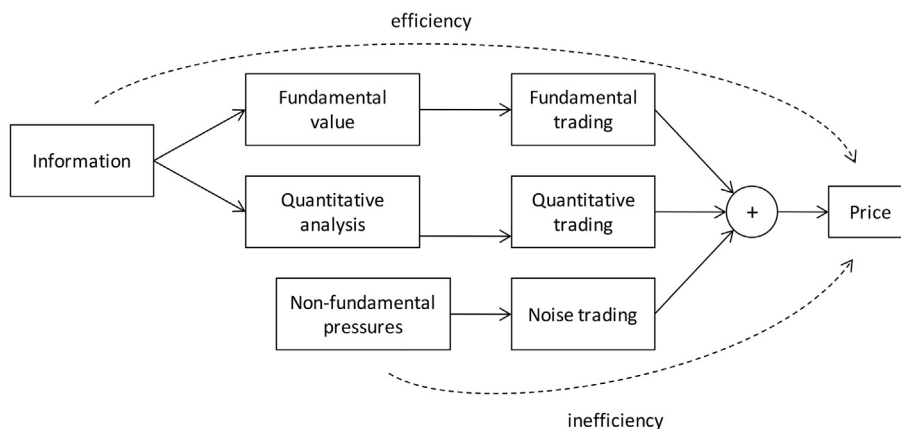 efficiency
Fundamental
value
Fundamental
trading
Information
Quantitative
analysis
Quantitative
trading
+
Price
Non-fundamental
pressures
Noise trading
inefficiency